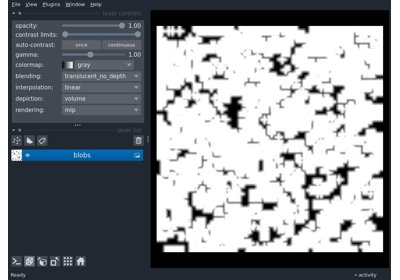 File View Plugins Window Help
layer controls
opacity: 1.00
contrast limits:
auto-contrast: once continuous
gamma: 1.00
colormap: gray
blending: translucent_no_depth
interpolation: linear
depiction: volume
rendering: mip
layer list
blobs
Ready
activity